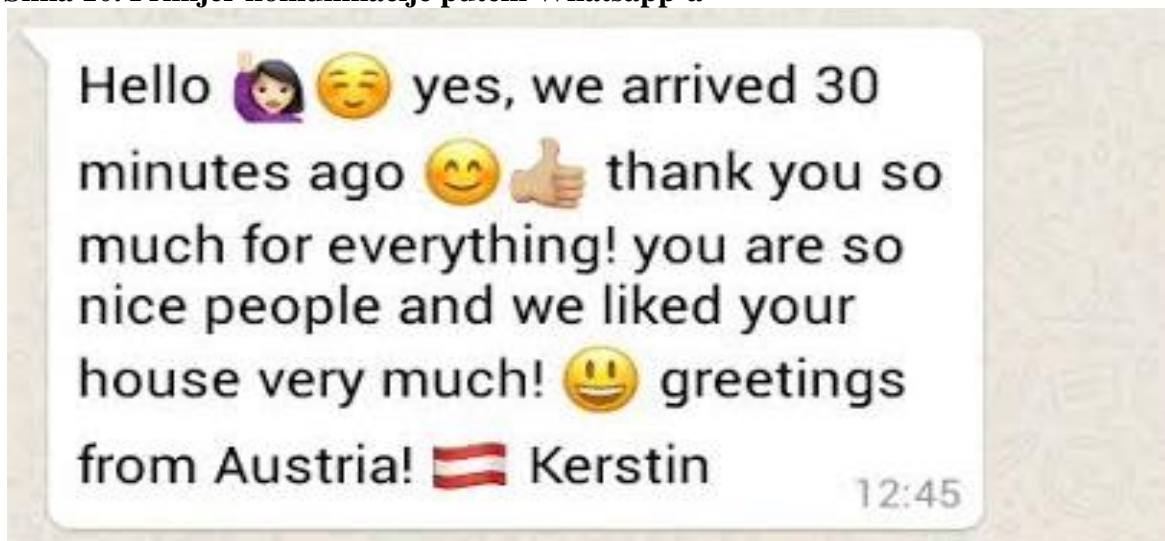 Hello 🙋🏻‍♀️☺️ yes, we arrived 30
minutes ago 😊👍🏼 thank you so
much for everything! you are so
nice people and we liked your
house very much! 😃 greetings
from Austria! 🇦🇹 Kerstin
12:45